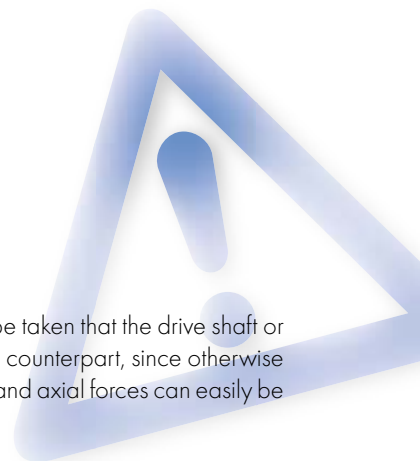 be taken that the drive shaft or
counterpart, since otherwise
and axial forces can easily be